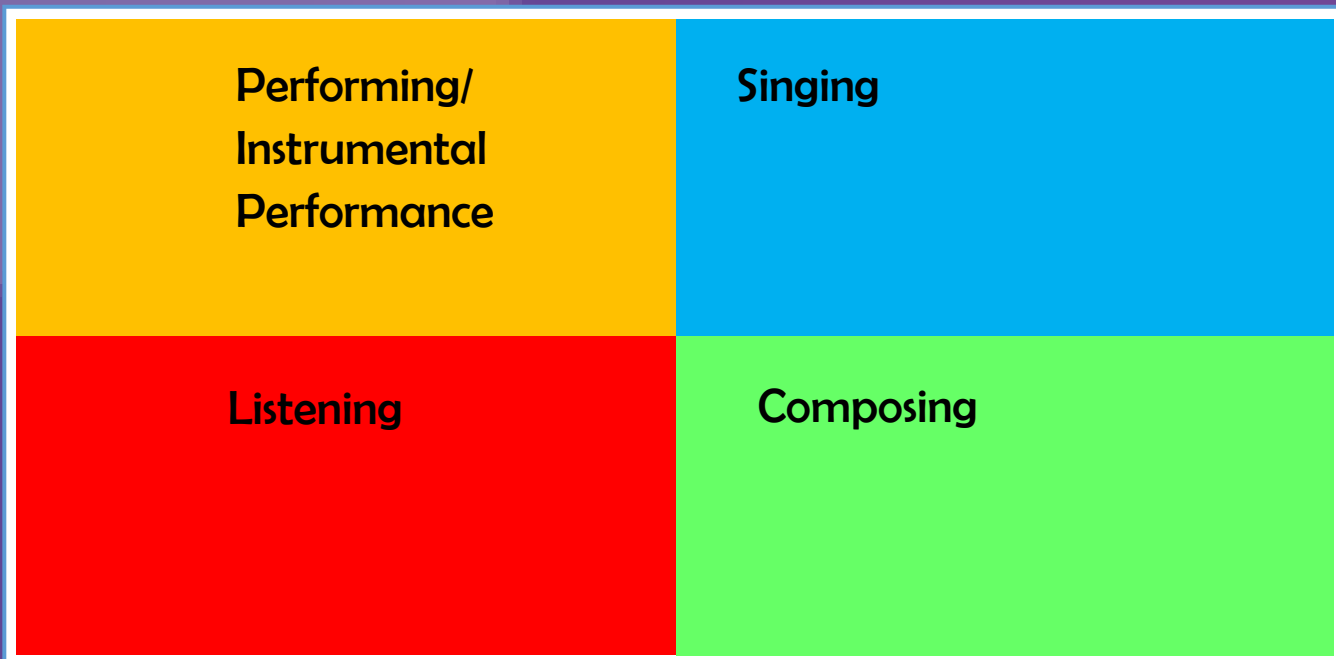 Performing/
Instrumental
Performance
Singing
Listening
Composing